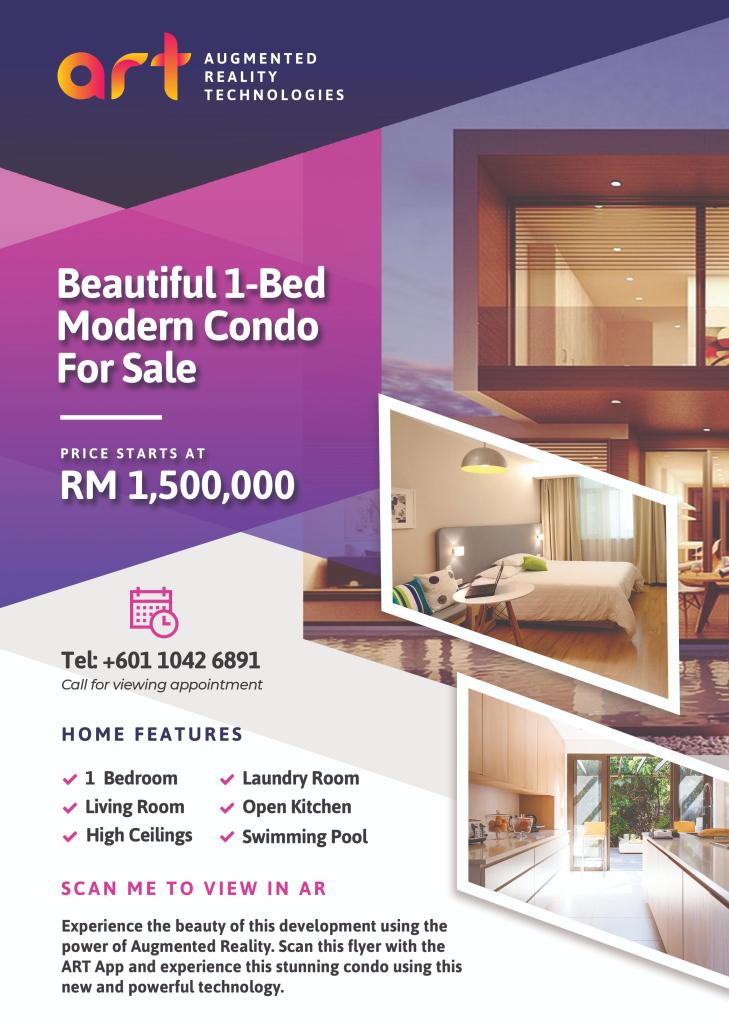 art
AUGMENTED
REALITY
TECHNOLOGIES
Beautiful 1-Bed
Modern Condo
For Sale
PRICE STARTS AT
RM 1,500,000
Tel: +601 1042 6891
Call for viewing appointment
HOME FEATURES
1 Bedroom
Living Room
High Ceilings
Laundry Room
Open Kitchen
Swimming Pool
SCAN ME TO VIEW IN AR
Experience the beauty of this development using the
power of Augmented Reality. Scan this flyer with the
ART App and experience this stunning condo using this
new and powerful technology.